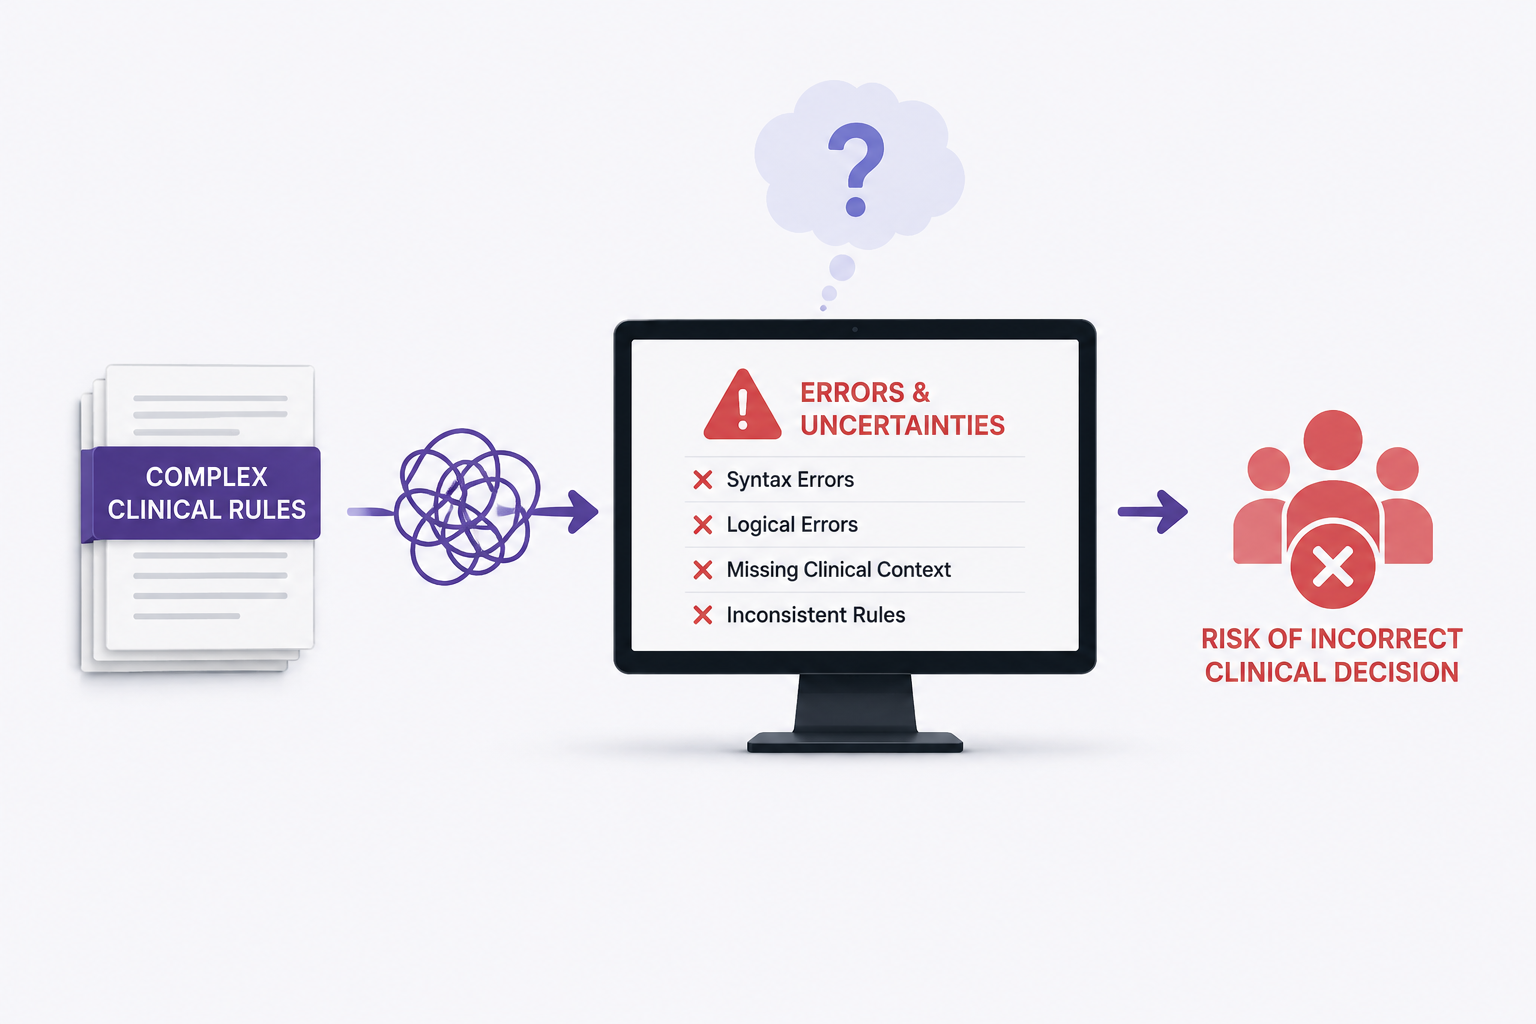 ?
COMPLEX
CLINICAL RULES
ERRORS &
UNCERTAINTIES
Syntax Errors
Logical Errors
Missing Clinical Context
Inconsistent Rules
RISK OF INCORRECT
CLINICAL DECISION